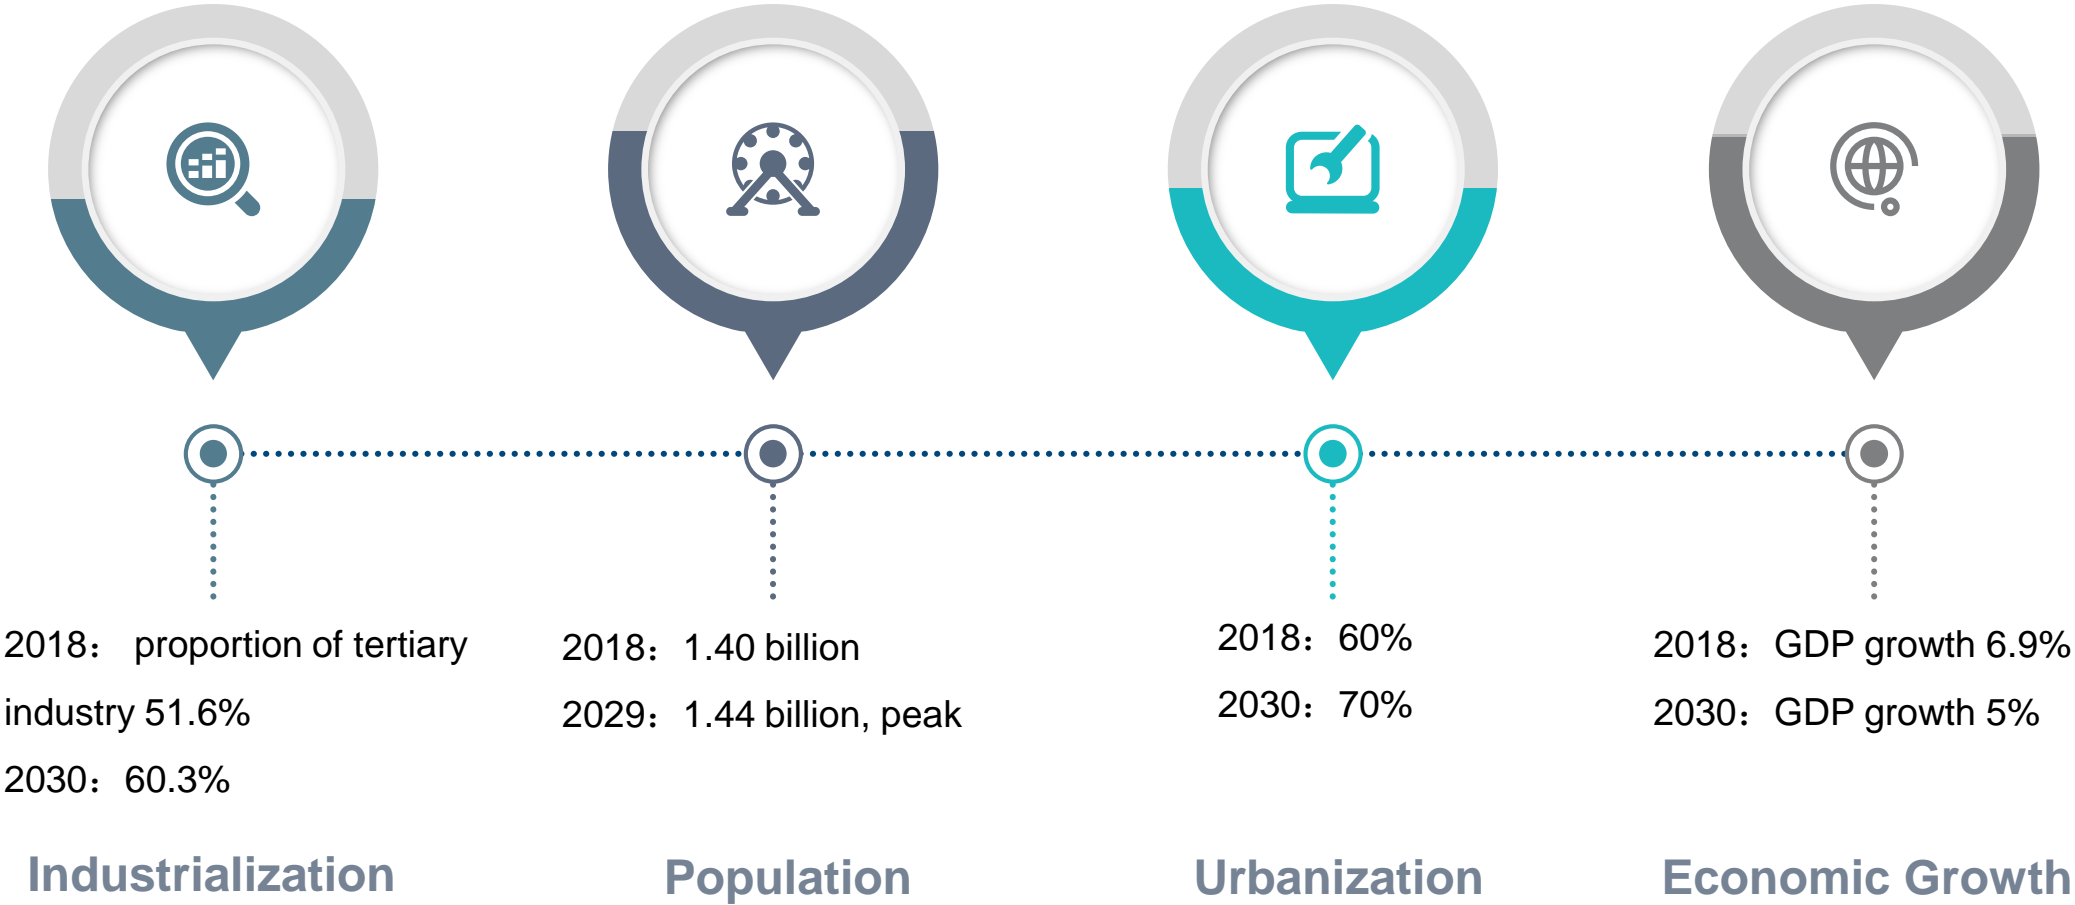 2018： proportion of tertiary
industry 51.6%
2030：60.3%
Industrialization
2018：1.40 billion
2029：1.44 billion, peak
Population
2018：60%
2030：70%
Urbanization
2018：GDP growth 6.9%
2030：GDP growth 5%
Economic Growth